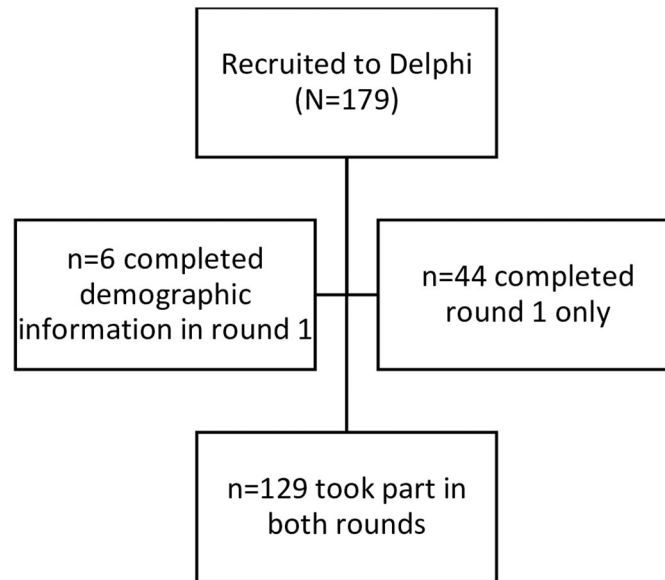 Recruited to Delphi
(N=179)
n=6 completed
demographic
information in round 1
n=44 completed
round 1 only
n=129 took part in
both rounds